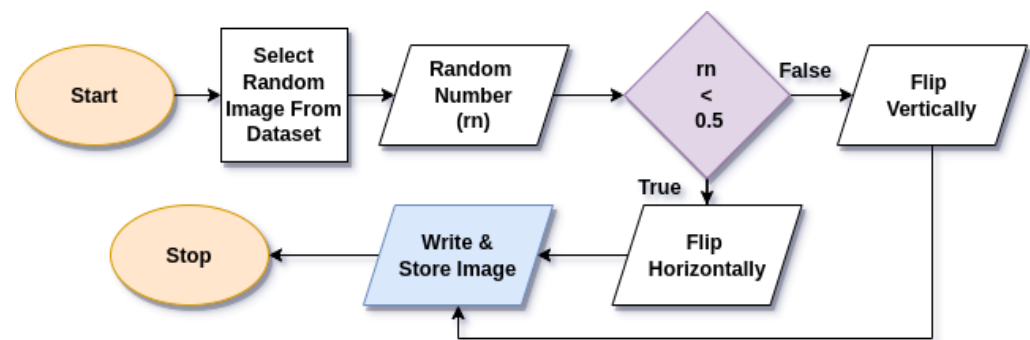 Start
Select
Random
Image From
Dataset
Random
Number
(rn)
rn
<
0.5
False
Flip
Vertically
True
Flip
Horizontally
Write &
Store Image
Stop